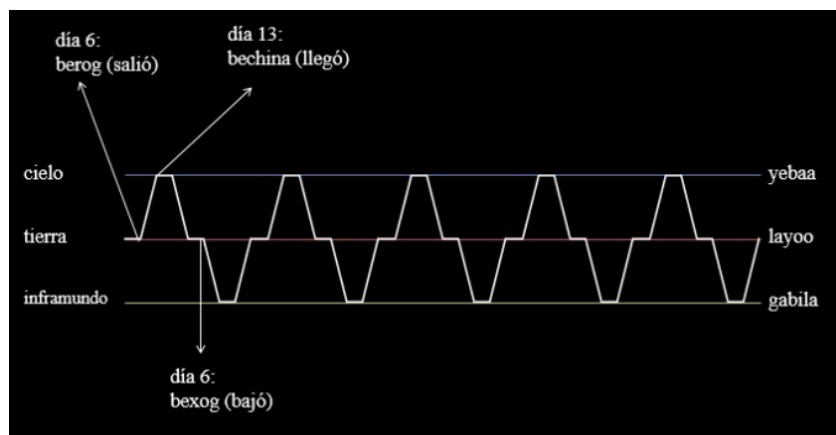 día 6:
berog (salió)
día 13:
bechina (llegó)
cielo
yebaa
tierra
layoo
inframundo
gabila
día 6:
bexog (bajó)